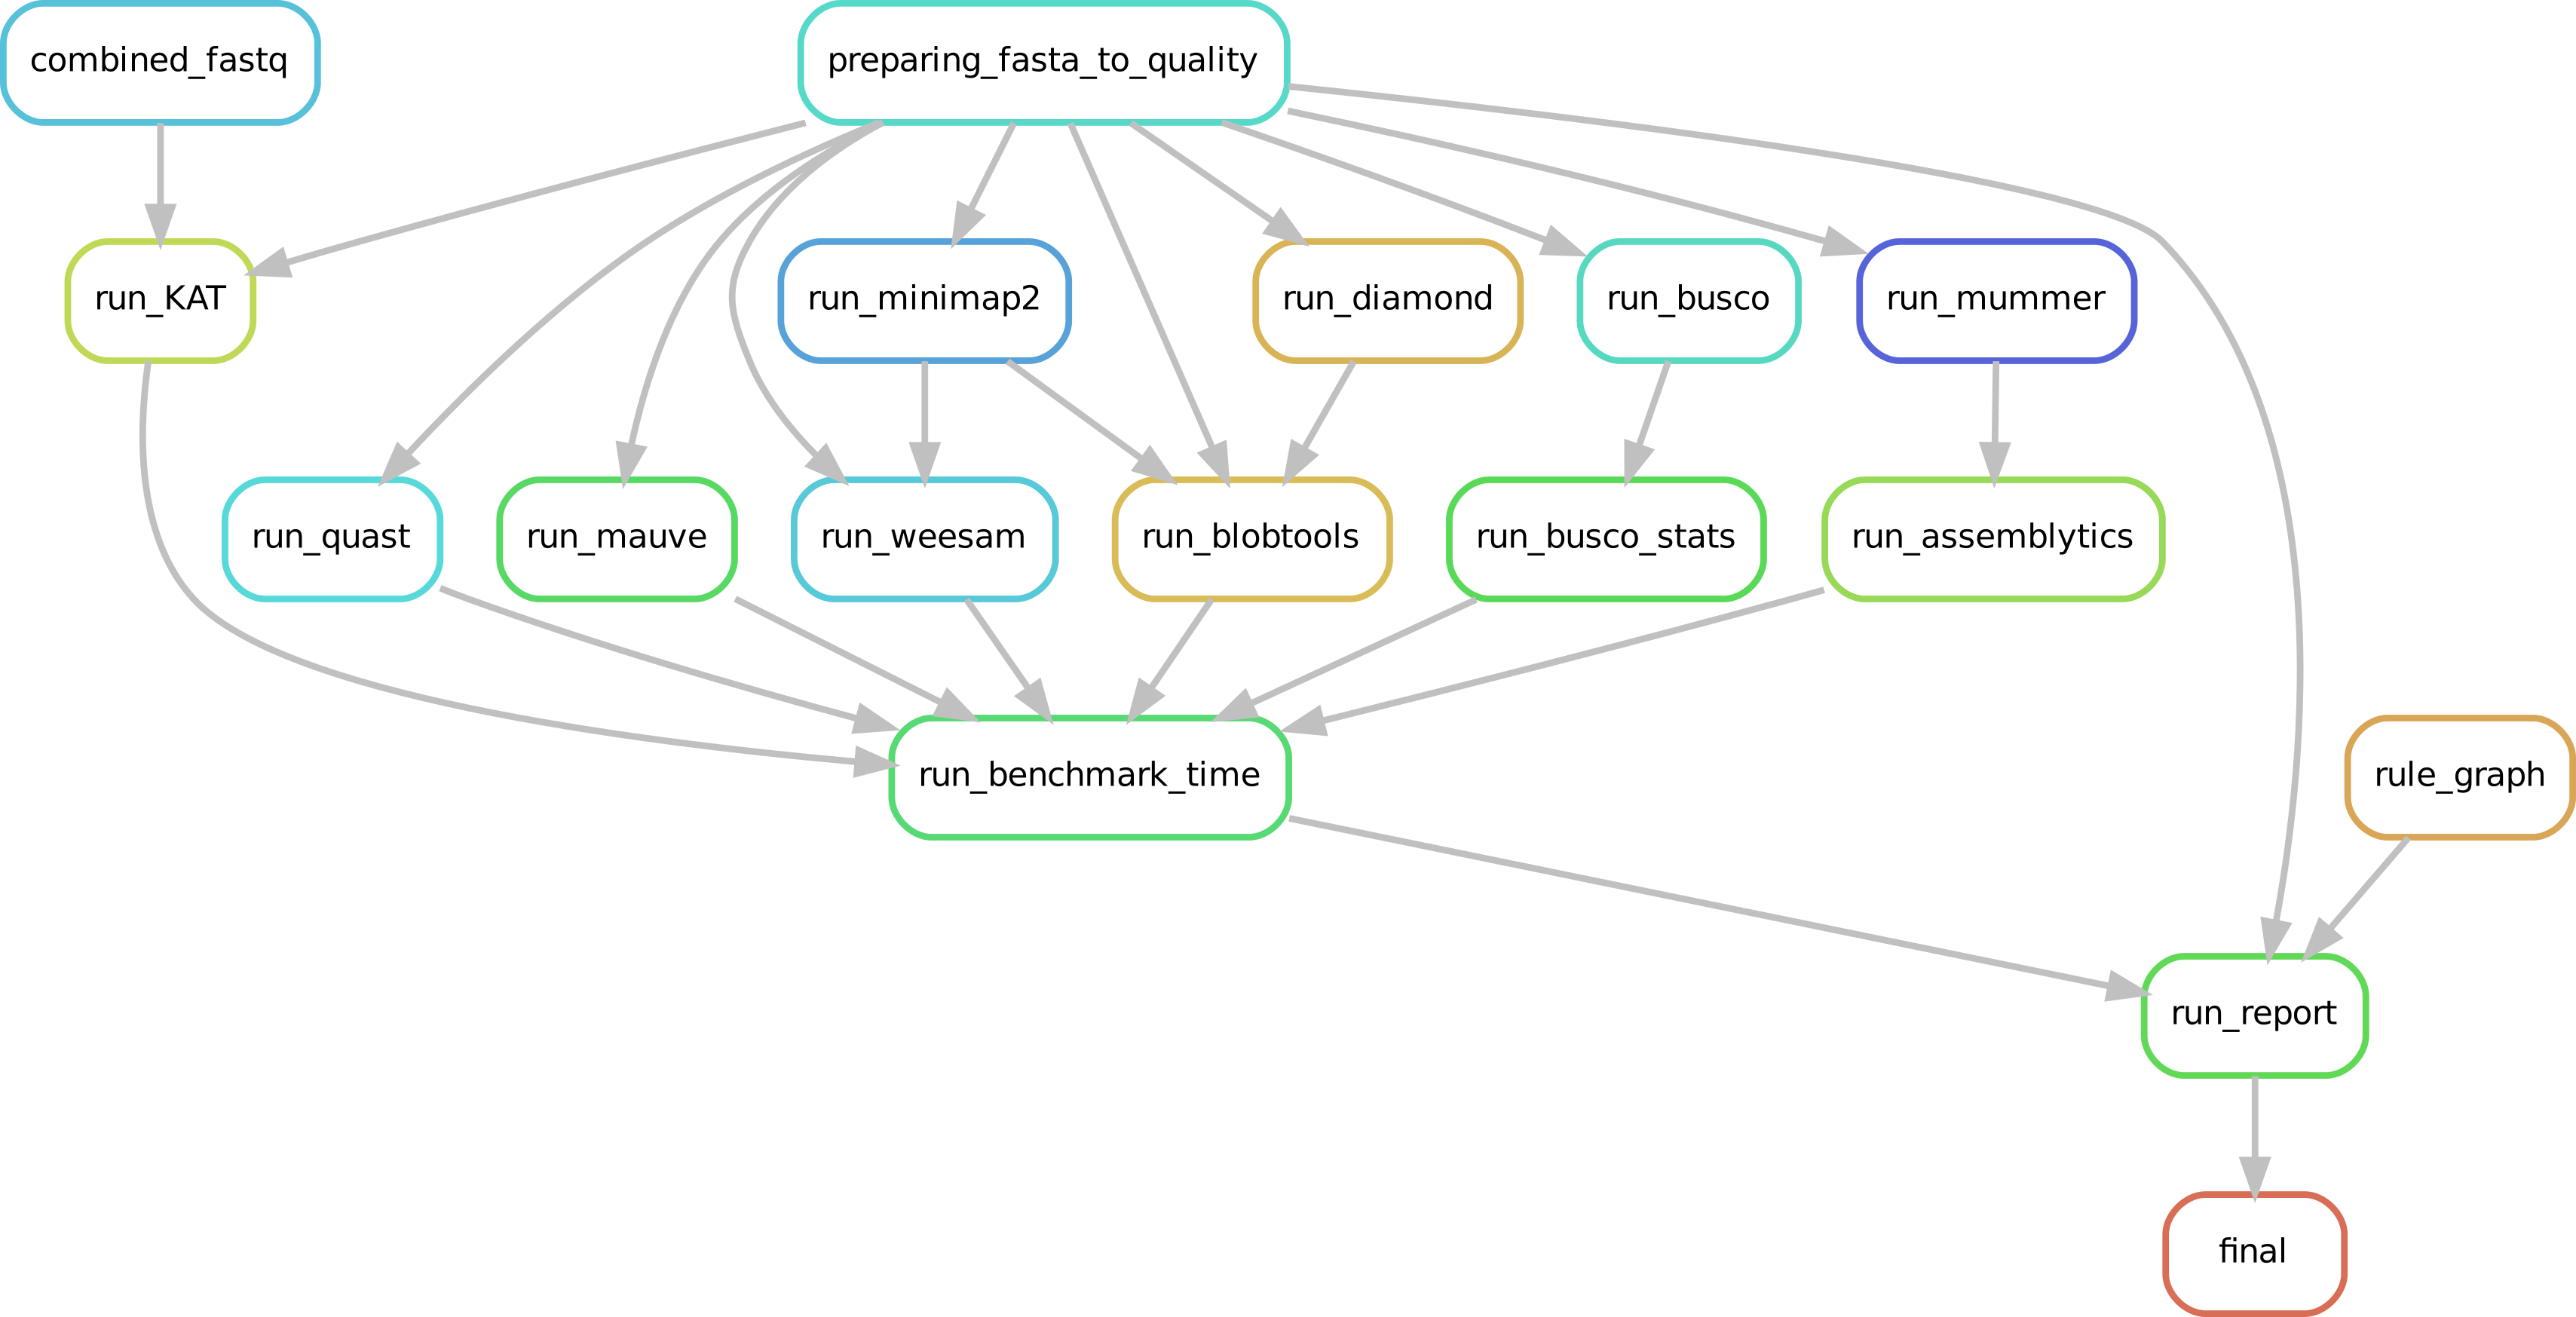 combined_fastq
preparing_fasta_to_quality
run_KAT
run_minimap2
run_diamond
run_busco
run_mummer
run_quast
run_mauve
run_weesam
run_blobtools
run_busco_stats
run_assemblytics
run_benchmark_time
rule_graph
run_report
final